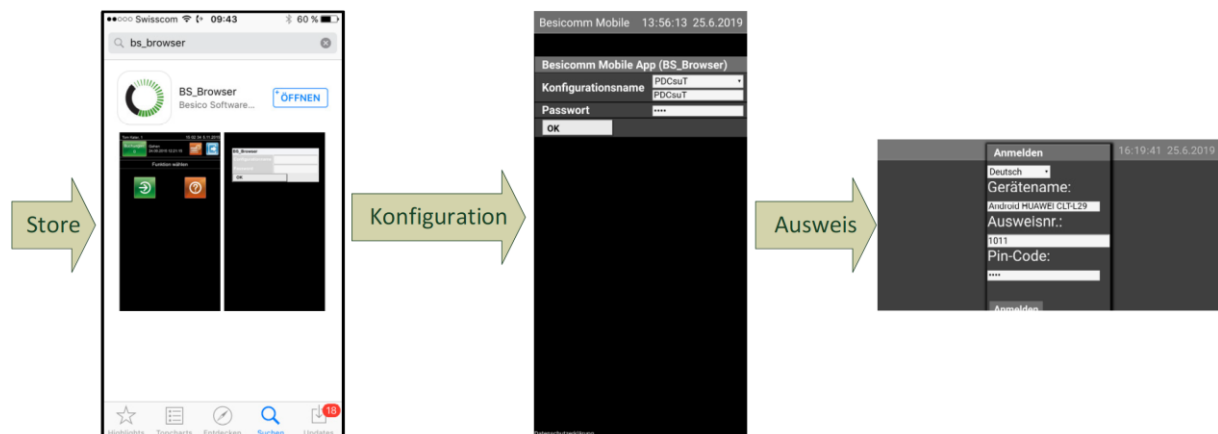 Store
●●○○○ Swisscom 09:43 60 %
bs_browser
BS_Browser
Besico Software...
ÖFFNEN
Funktion wählen
BS_Browser
OK
Highlights Topcharts Entdecken Suchen Updates
18
Konfiguration
Besicomm Mobile 13:56:13 25.6.2019
Besicomm Mobile App (BS_Browser)
Konfigurationsname PDCsuT
PDCsuT
Passwort ••••
OK
Datenschutzerklärung
Ausweis
16:19:41 25.6.2019
Anmelden
Deutsch
Gerätename:
Android HUAWEI CLT-L29
Ausweisnr.:
1011
Pin-Code:
••••
Anmelden